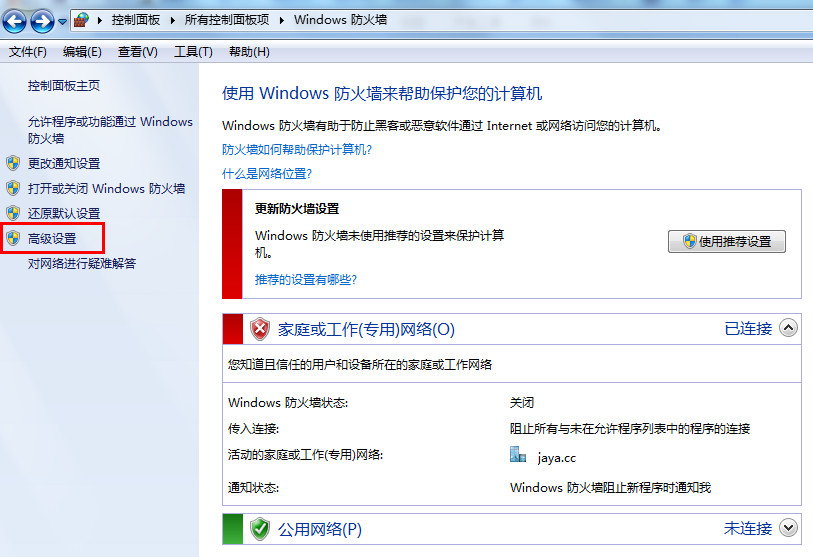 控制面板 ▸ 所有控制面板项 ▸ Windows 防火墙
文件(F) 编辑(E) 查看(V) 工具(T) 帮助(H)
控制面板主页
允许程序或功能通过 Windows
防火墙
更改通知设置
打开或关闭 Windows 防火墙
还原默认设置
高级设置
对网络进行疑难解答
使用 Windows 防火墙来帮助保护您的计算机
Windows 防火墙有助于防止黑客或恶意软件通过 Internet 或网络访问您的计算机。
防火墙如何帮助保护计算机?
什么是网络位置?
更新防火墙设置
Windows 防火墙未使用推荐的设置来保护计算
机。
使用推荐设置
推荐的设置有哪些?
家庭或工作(专用)网络(O) 已连接
您知道且信任的用户和设备所在的家庭或工作网络
Windows 防火墙状态: 关闭
传入连接: 阻止所有与未在允许程序列表中的程序的连接
活动的家庭或工作(专用)网络: jaya.cc
通知状态: Windows 防火墙阻止新程序时通知我
公用网络(P) 未连接